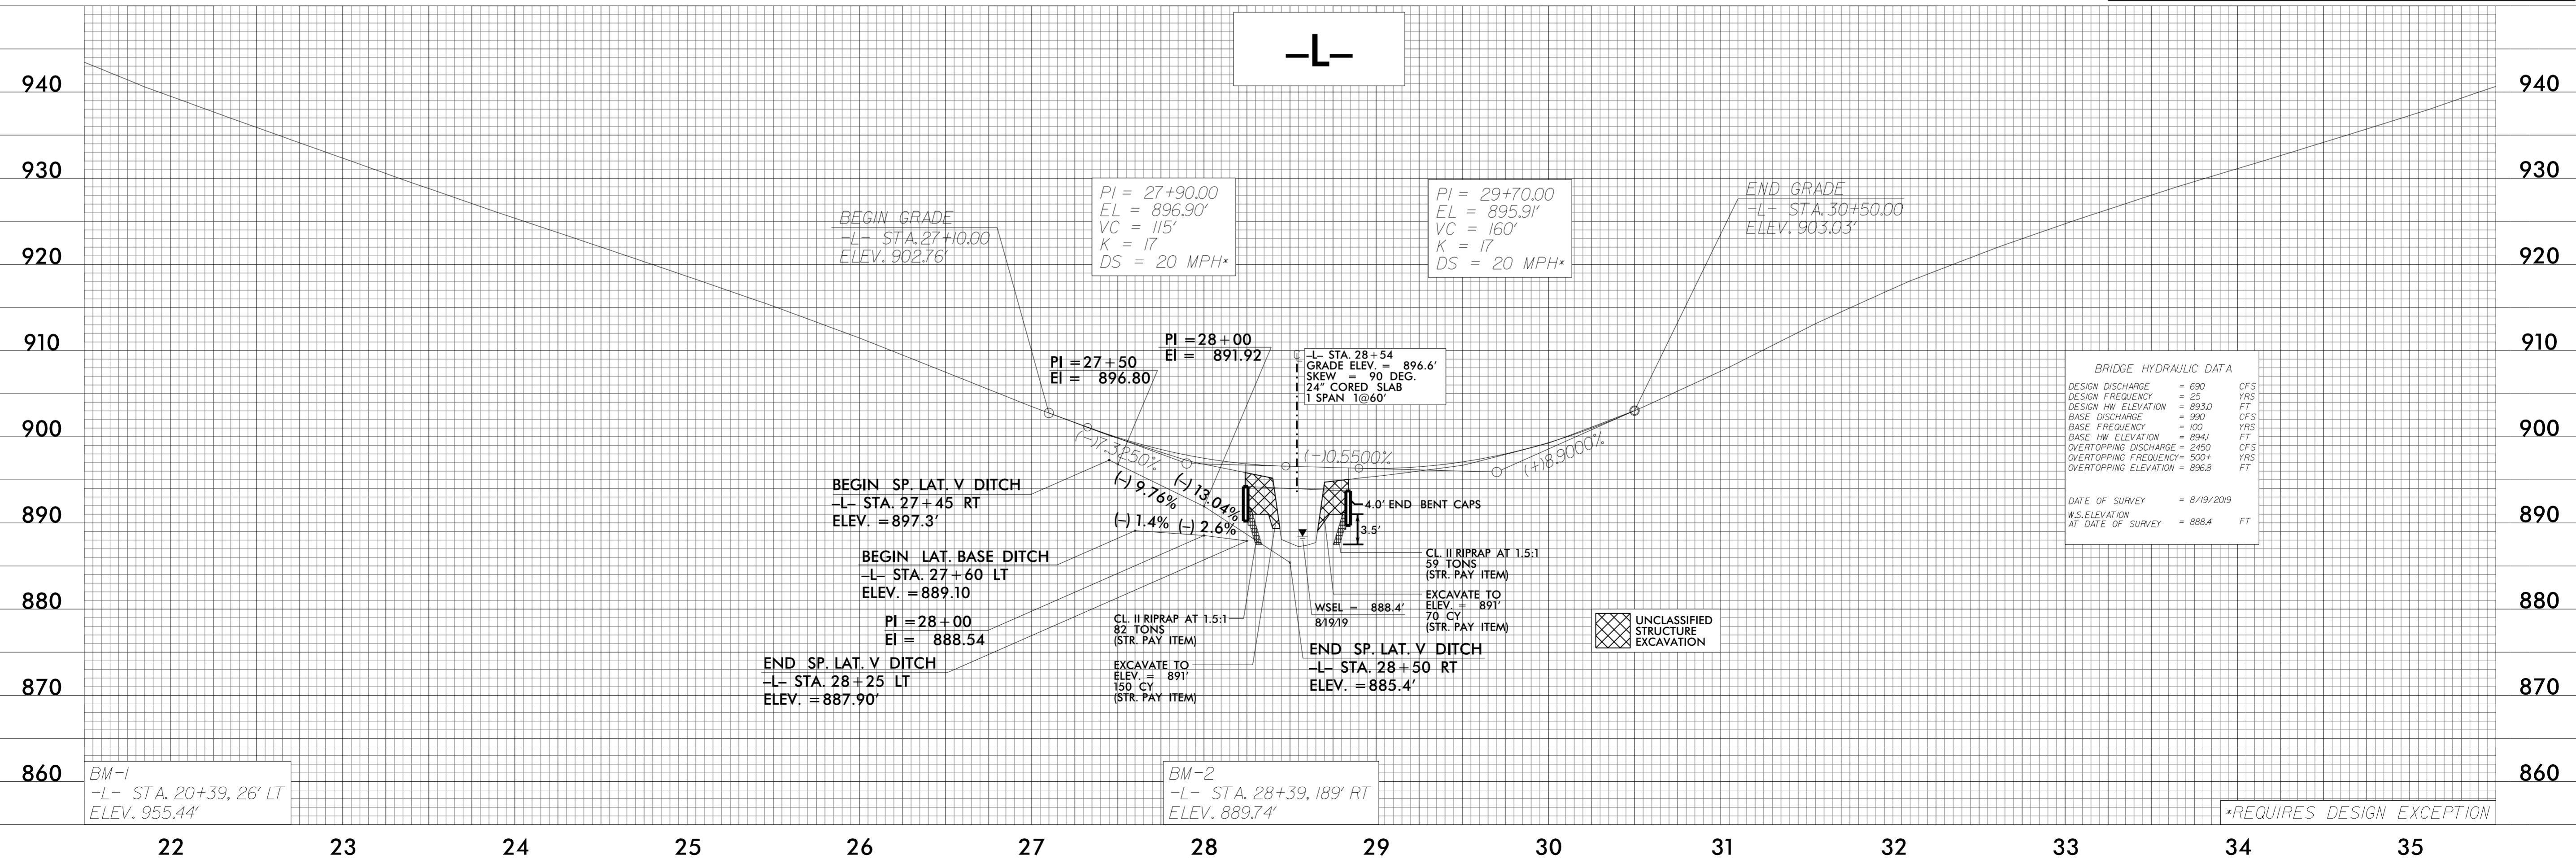 -L-
940
930
920
910
900
890
880
870
860
940
930
920
910
900
890
880
870
860
BEGIN GRADE
-L- STA. 27+10.00
ELEV. 902.76'
PI = 27+90.00
EL = 896.90'
VC = 115'
K = 17
DS = 20 MPH*
PI = 29+70.00
EL = 895.91'
VC = 160'
K = 17
DS = 20 MPH*
END GRADE
-L- STA. 30+50.00
ELEV. 903.03'
PI = 27+50
El = 896.80
PI = 28+00
El = 891.92
-L- STA. 28+54
GRADE ELEV. = 896.6'
SKEW = 90 DEG.
24" CORED SLAB
1 SPAN 1@60'
(-)7.3250%
(-)0.5500%
(+)8.9000%
(-) 9.76%
(-) 13.04%
(-) 1.4%
(-) 2.6%
BEGIN SP. LAT. V DITCH
-L- STA. 27+45 RT
ELEV. = 897.3'
BEGIN LAT. BASE DITCH
-L- STA. 27+60 LT
ELEV. = 889.10
PI = 28+00
El = 888.54
END SP. LAT. V DITCH
-L- STA. 28+25 LT
ELEV. = 887.90'
CL. II RIPRAP AT 1.5:1
82 TONS
(STR. PAY ITEM)
EXCAVATE TO
ELEV. = 891'
150 CY
(STR. PAY ITEM)
4.0' END BENT CAPS
3.5'
CL. II RIPRAP AT 1.5:1
59 TONS
(STR. PAY ITEM)
EXCAVATE TO
ELEV. = 891'
70 CY
(STR. PAY ITEM)
WSEL = 888.4'
8/19/19
END SP. LAT. V DITCH
-L- STA. 28+50 RT
ELEV. = 885.4'
UNCLASSIFIED
STRUCTURE
EXCAVATION
BRIDGE HYDRAULIC DATA
DESIGN DISCHARGE = 690 CFS
DESIGN FREQUENCY = 25 YRS
DESIGN HW ELEVATION = 893.0 FT
BASE DISCHARGE = 990 CFS
BASE FREQUENCY = 100 YRS
BASE HW ELEVATION = 894.1 FT
OVERTOPPING DISCHARGE = 2450 CFS
OVERTOPPING FREQUENCY = 500+ YRS
OVERTOPPING ELEVATION = 896.8 FT
DATE OF SURVEY = 8/19/2019
W.S. ELEVATION
AT DATE OF SURVEY = 888.4 FT
BM-1
-L- STA. 20+39, 26' LT
ELEV. 955.44'
BM-2
-L- STA. 28+39, 189' RT
ELEV. 889.74'
*REQUIRES DESIGN EXCEPTION
22 23 24 25 26 27 28 29 30 31 32 33 34 35